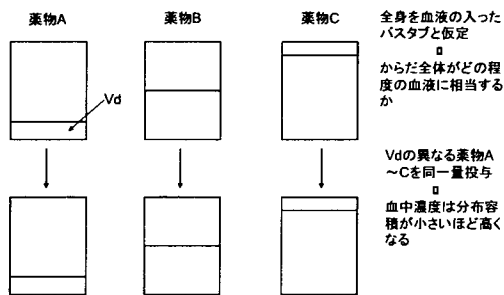 薬物A
薬物B
薬物C
Vd
全身を血液の入った
バスタブと仮定
からだ全体がどの程
度の血液に相当する
か
Vdの異なる薬物A
~Cを同一量投与
血中濃度は分布容
積が小さいほど高く
なる